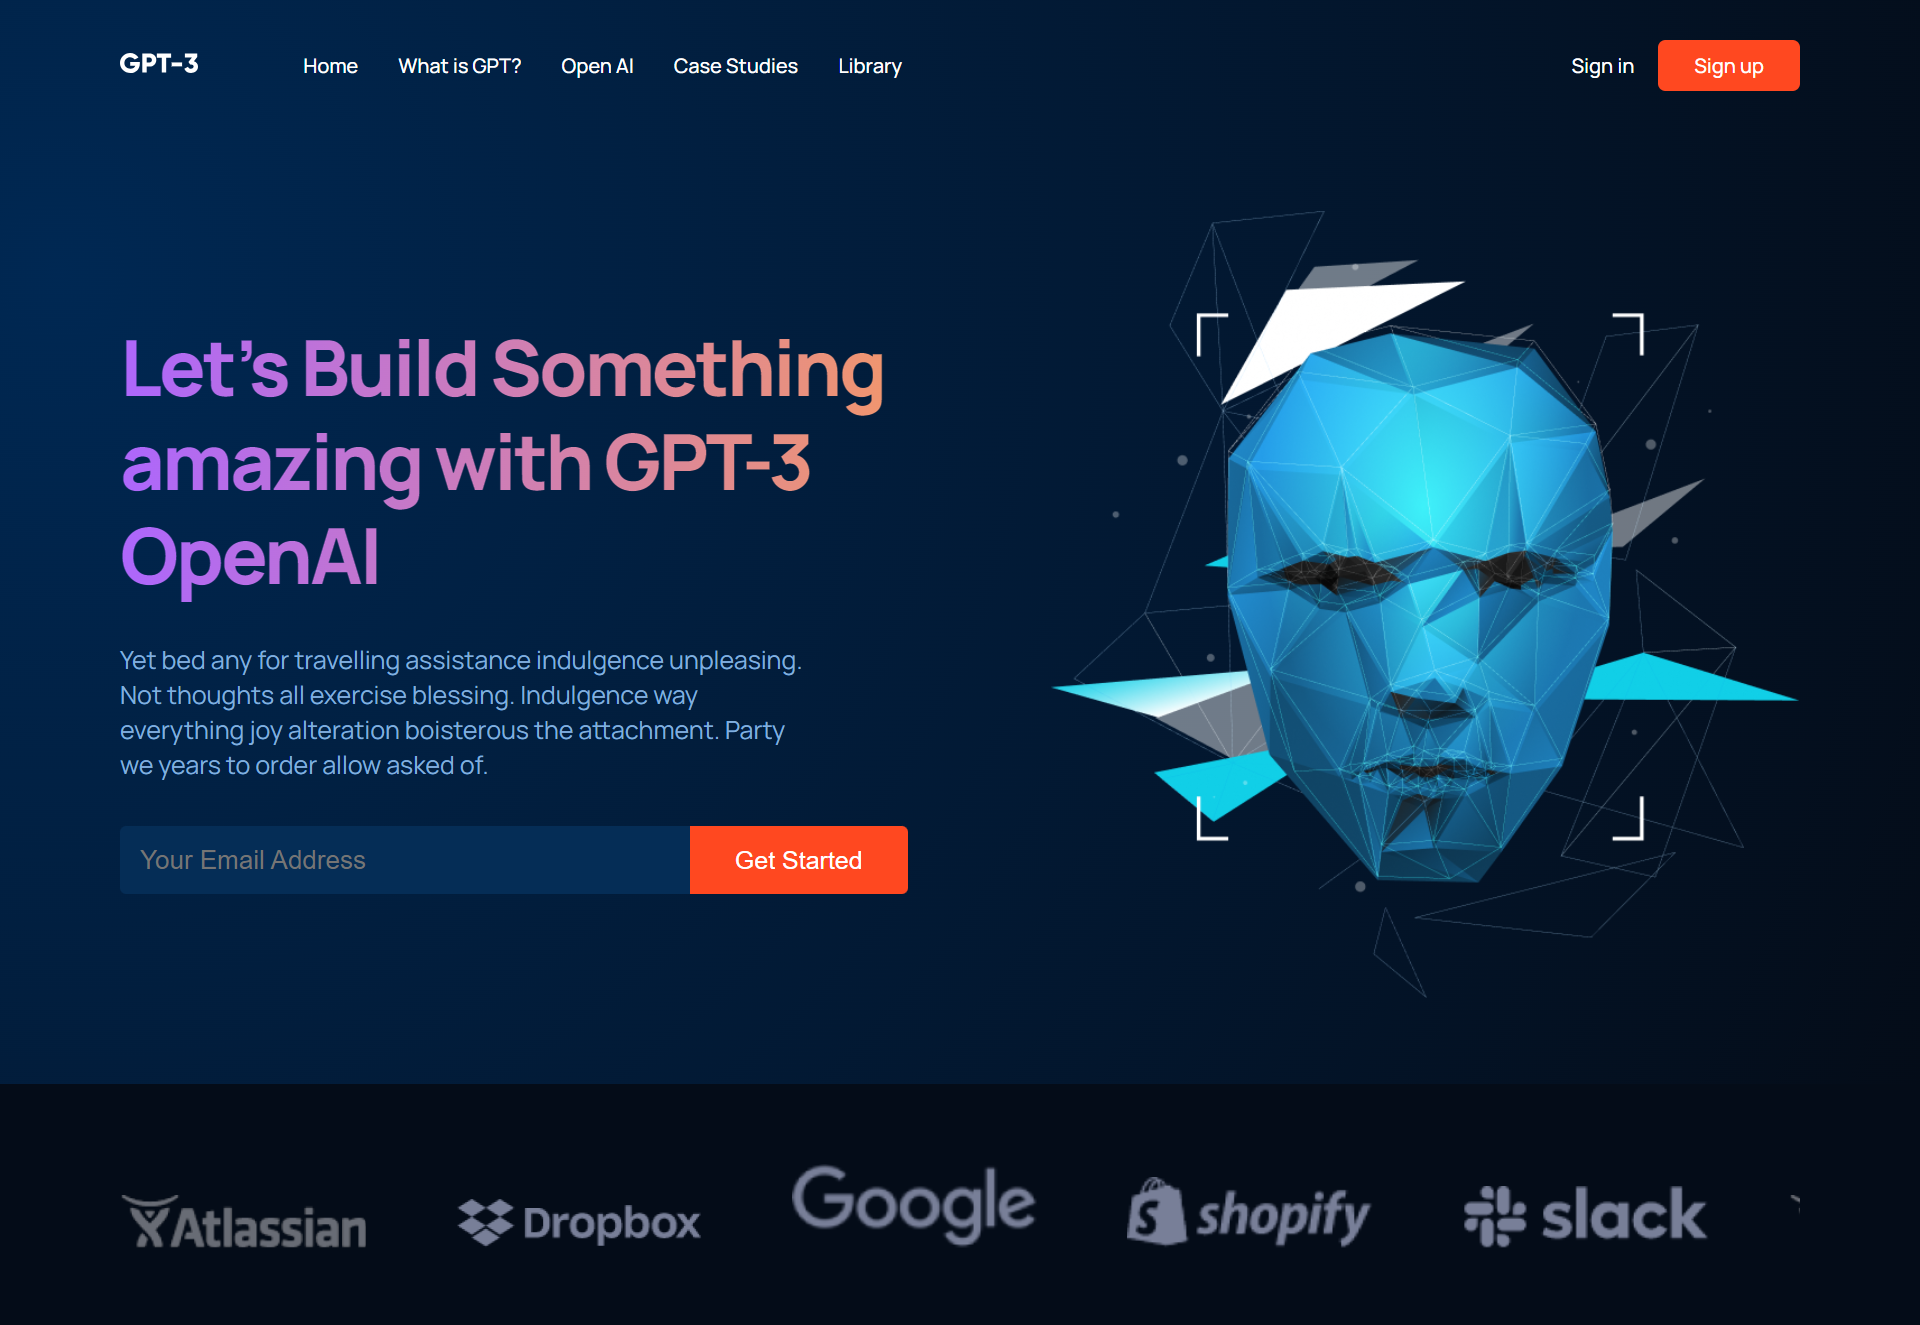 GPT-3
Home
What is GPT?
Open AI
Case Studies
Library
Sign in
Sign up
Let’s Build Something
amazing with GPT-3
OpenAI
Yet bed any for travelling assistance indulgence unpleasing.
Not thoughts all exercise blessing. Indulgence way
everything joy alteration boisterous the attachment. Party
we years to order allow asked of.
Your Email Address
Get Started
Atlassian
Dropbox
Google
shopify
slack